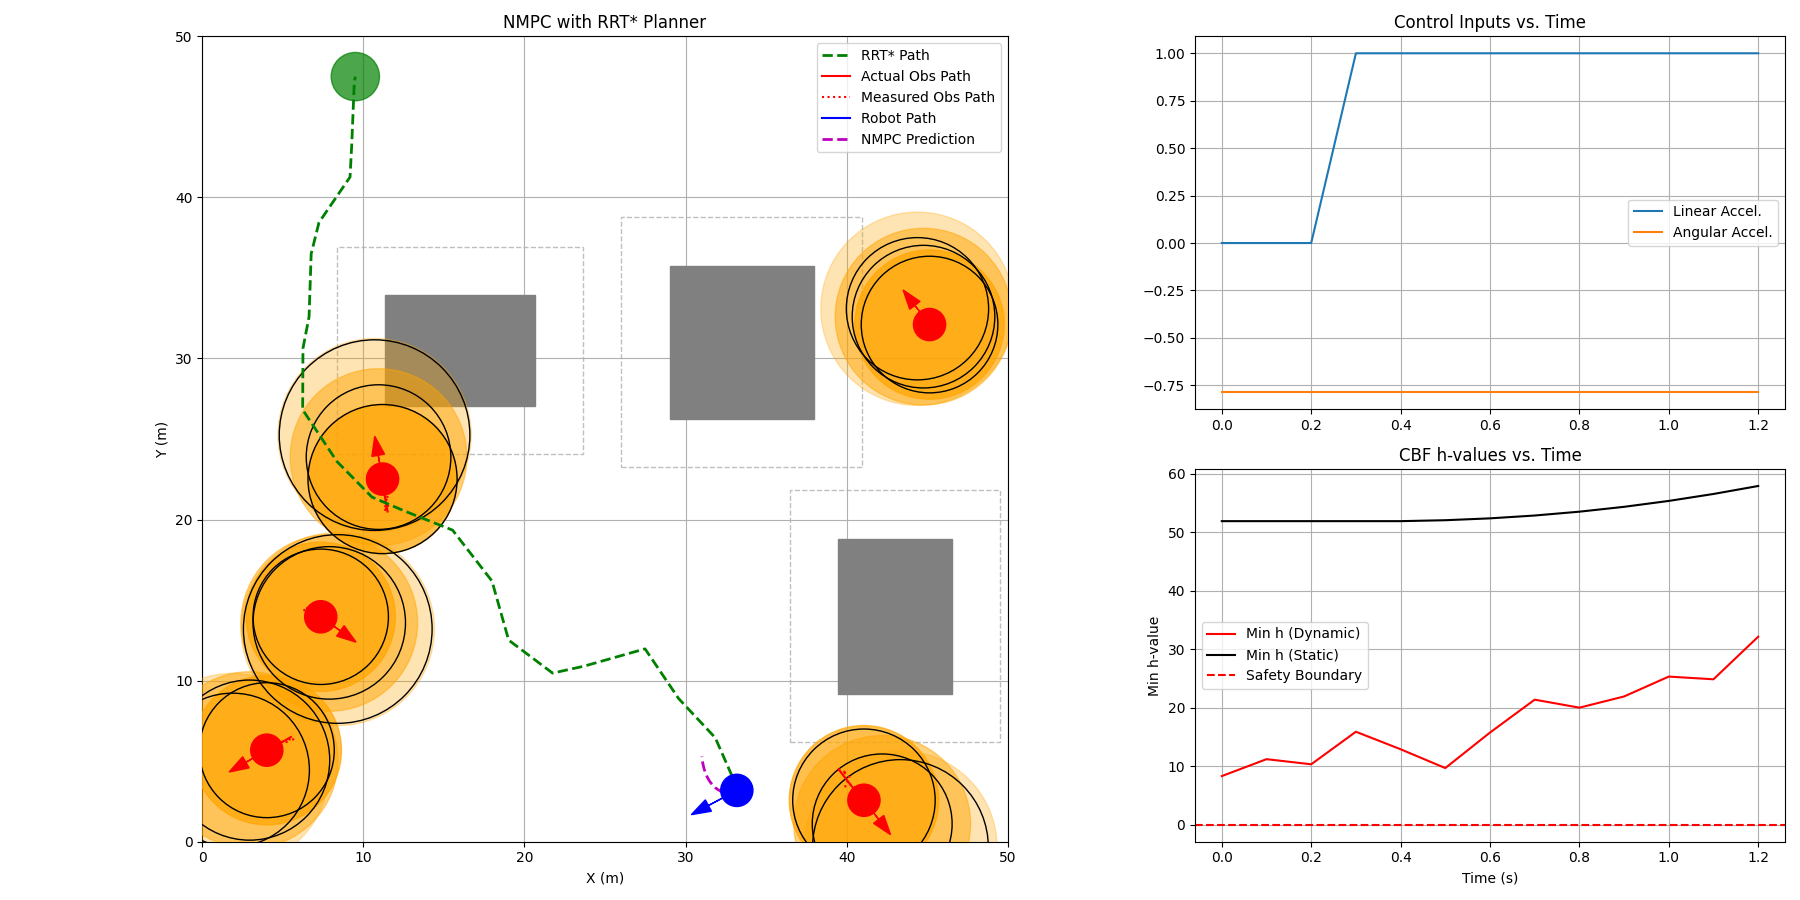 NMPC with RRT* Planner
50
40
30
20
10
0
Y (m)
0 10 20 30 40 50
X (m)
RRT* Path
Actual Obs Path
Measured Obs Path
Robot Path
NMPC Prediction
Control Inputs vs. Time
1.00
0.75
0.50
0.25
0.00
−0.25
−0.50
−0.75
0.0 0.2 0.4 0.6 0.8 1.0 1.2
Linear Accel.
Angular Accel.
CBF h-values vs. Time
60
50
40
30
20
10
0
Min h-value
0.0 0.2 0.4 0.6 0.8 1.0 1.2
Time (s)
Min h (Dynamic)
Min h (Static)
Safety Boundary